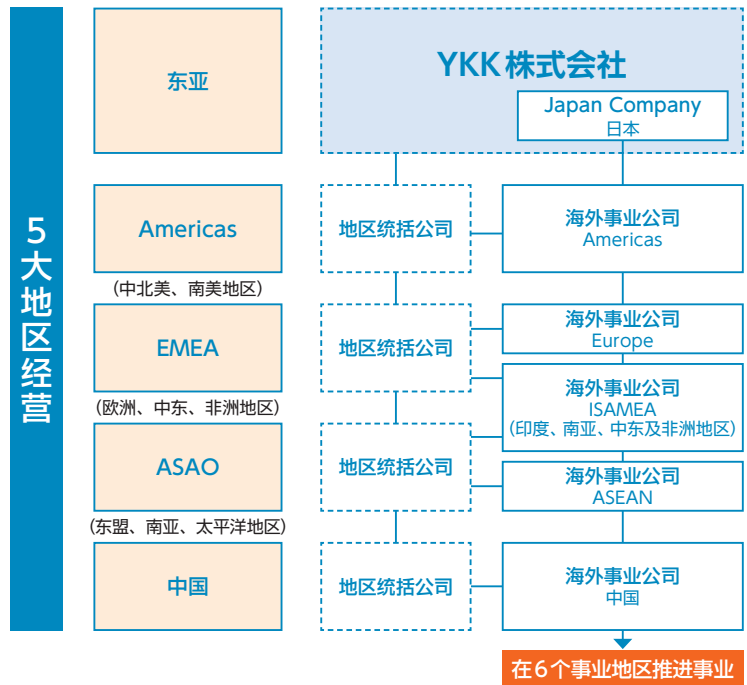 5大地区经营
东亚
YKK株式会社
Japan Company
日本
Americas
(中北美、南美地区)
地区统括公司
海外事业公司
Americas
EMEA
(欧洲、中东、非洲地区)
地区统括公司
海外事业公司
Europe
海外事业公司
ISAMEA
(印度、南亚、中东及非洲地区)
ASAO
(东盟、南亚、太平洋地区)
地区统括公司
海外事业公司
ASEAN
中国
地区统括公司
海外事业公司
中国
在6个事业地区推进事业